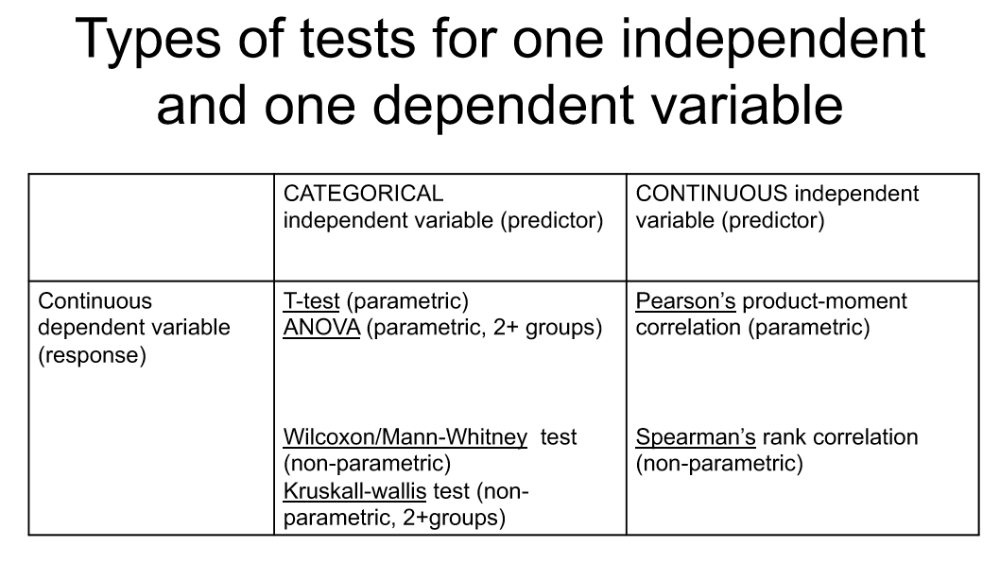 Types of tests for one independent
and one dependent variable
CATEGORICAL
independent variable (predictor)
CONTINUOUS independent
variable (predictor)
Continuous
dependent variable
(response)
T-test (parametric)
ANOVA (parametric, 2+ groups)
Wilcoxon/Mann-Whitney  test
(non-parametric)
Kruskall-wallis test (non-
parametric, 2+groups)
Pearson’s product-moment
correlation (parametric)
Spearman’s rank correlation
(non-parametric)